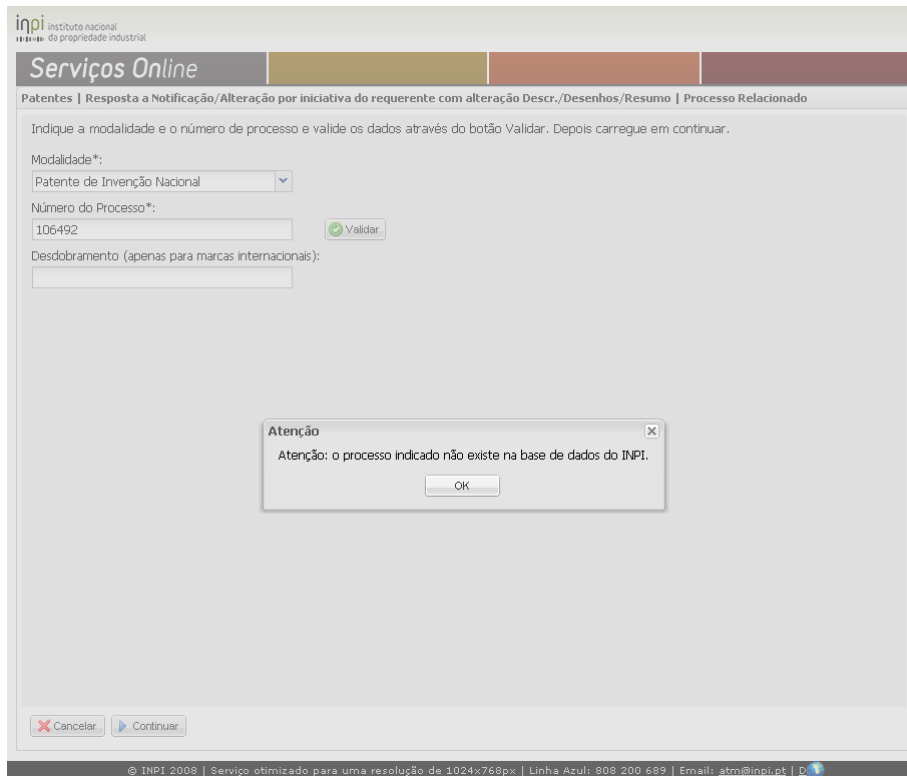 inpi instituto nacional
da propriedade industrial
Serviços Online
Patentes | Resposta a Notificação/Alteração por iniciativa do requerente com alteração Descr./Desenhos/Resumo | Processo Relacionado
Indique a modalidade e o número de processo e valide os dados através do botão Validar. Depois carregue em continuar.
Modalidade*:
Patente de Invenção Nacional
Número do Processo*:
106492 Validar
Desdobramento (apenas para marcas internacionais):
Atenção
Atenção: o processo indicado não existe na base de dados do INPI.
OK
Cancelar Continuar
© INPI 2008 | Serviço otimizado para uma resolução de 1024x768px | Linha Azul: 808 200 689 | Email: atm@inpi.pt | D